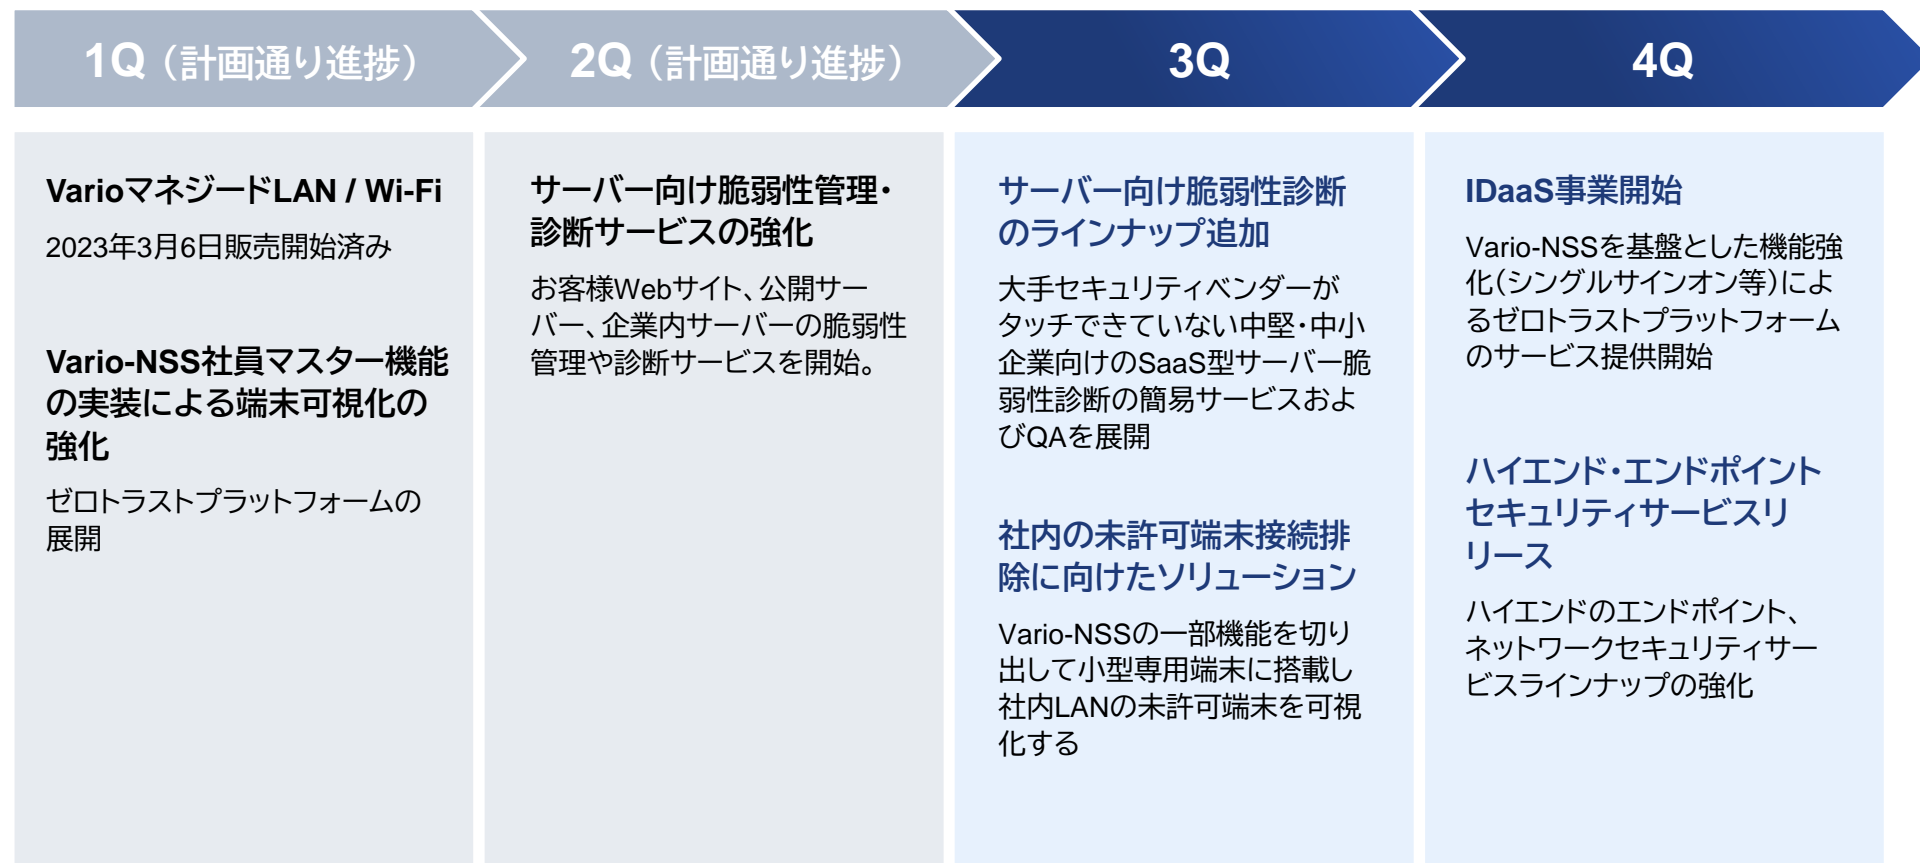 1Q（計画通り進捗）
2Q（計画通り進捗）
3Q
4Q
VarioマネジードLAN / Wi-Fi
2023年3月6日販売開始済み
Vario-NSS社員マスター機能
の実装による端末可視化の
強化
ゼロトラストプラットフォームの
展開
サーバー向け脆弱性管理・
診断サービスの強化
お客様Webサイト、公開サー
バー、企業内サーバーの脆弱性
管理や診断サービスを開始。
サーバー向け脆弱性診断
のラインナップ追加
大手セキュリティベンダーが
タッチできていない中堅・中小
企業向けのSaaS型サーバー脆
弱性診断の簡易サービスおよ
びQAを展開
社内の未許可端末接続排
除に向けたソリューション
Vario-NSSの一部機能を切り
出して小型専用端末に搭載し
社内LANの未許可端末を可視
化する
IDaaS事業開始
Vario-NSSを基盤とした機能強
化（シングルサインオン等）によ
るゼロトラストプラットフォーム
のサービス提供開始
ハイエンド・エンドポイント
セキュリティサービスリ
リース
ハイエンドのエンドポイント、
ネットワークセキュリティサー
ビスラインナップの強化